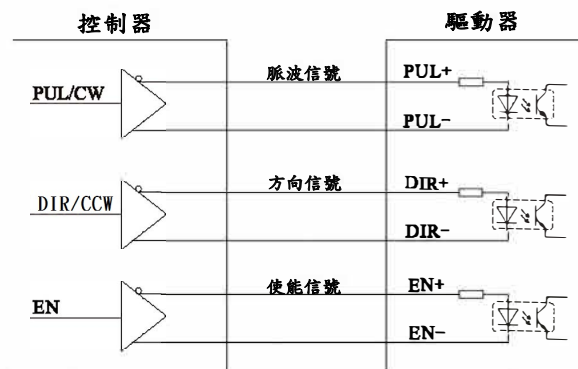 控制器 驅動器
脈波信號 PUL+
PUL/CW
PUL−
方向信號 DIR+
DIR/CCW
DIR−
使能信號 EN+
EN
EN−